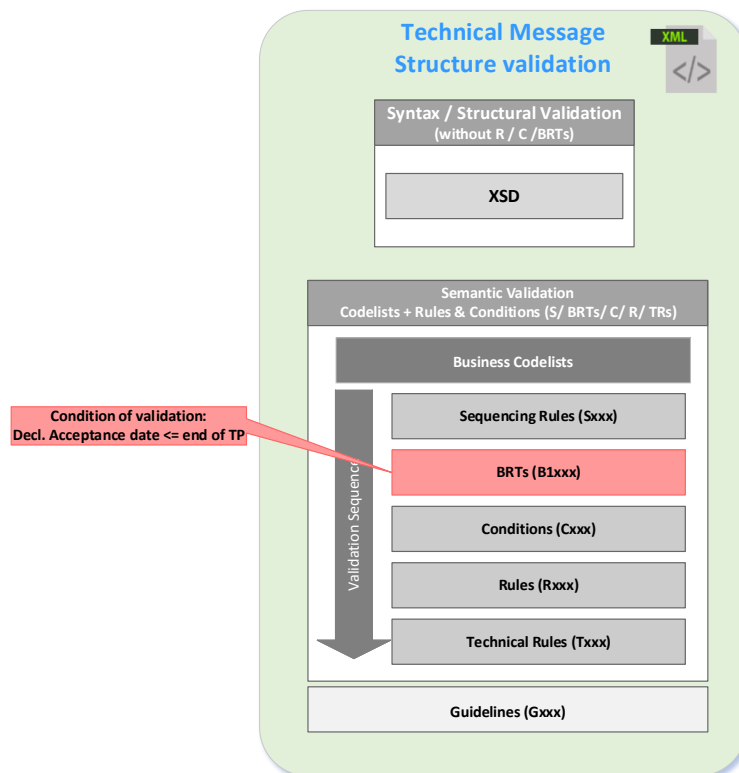 Technical Message
Structure validation
XML
</>
Syntax / Structural Validation
(without R / C /BRTs)
XSD
Semantic Validation
Codelists + Rules & Conditions (S/ BRTs/ C/ R/ TRs)
Business Codelists
Validation Sequence
Sequencing Rules (Sxxx)
Condition of validation:
Decl. Acceptance date <= end of TP
BRTs (B1xxx)
Conditions (Cxxx)
Rules (Rxxx)
Technical Rules (Txxx)
Guidelines (Gxxx)